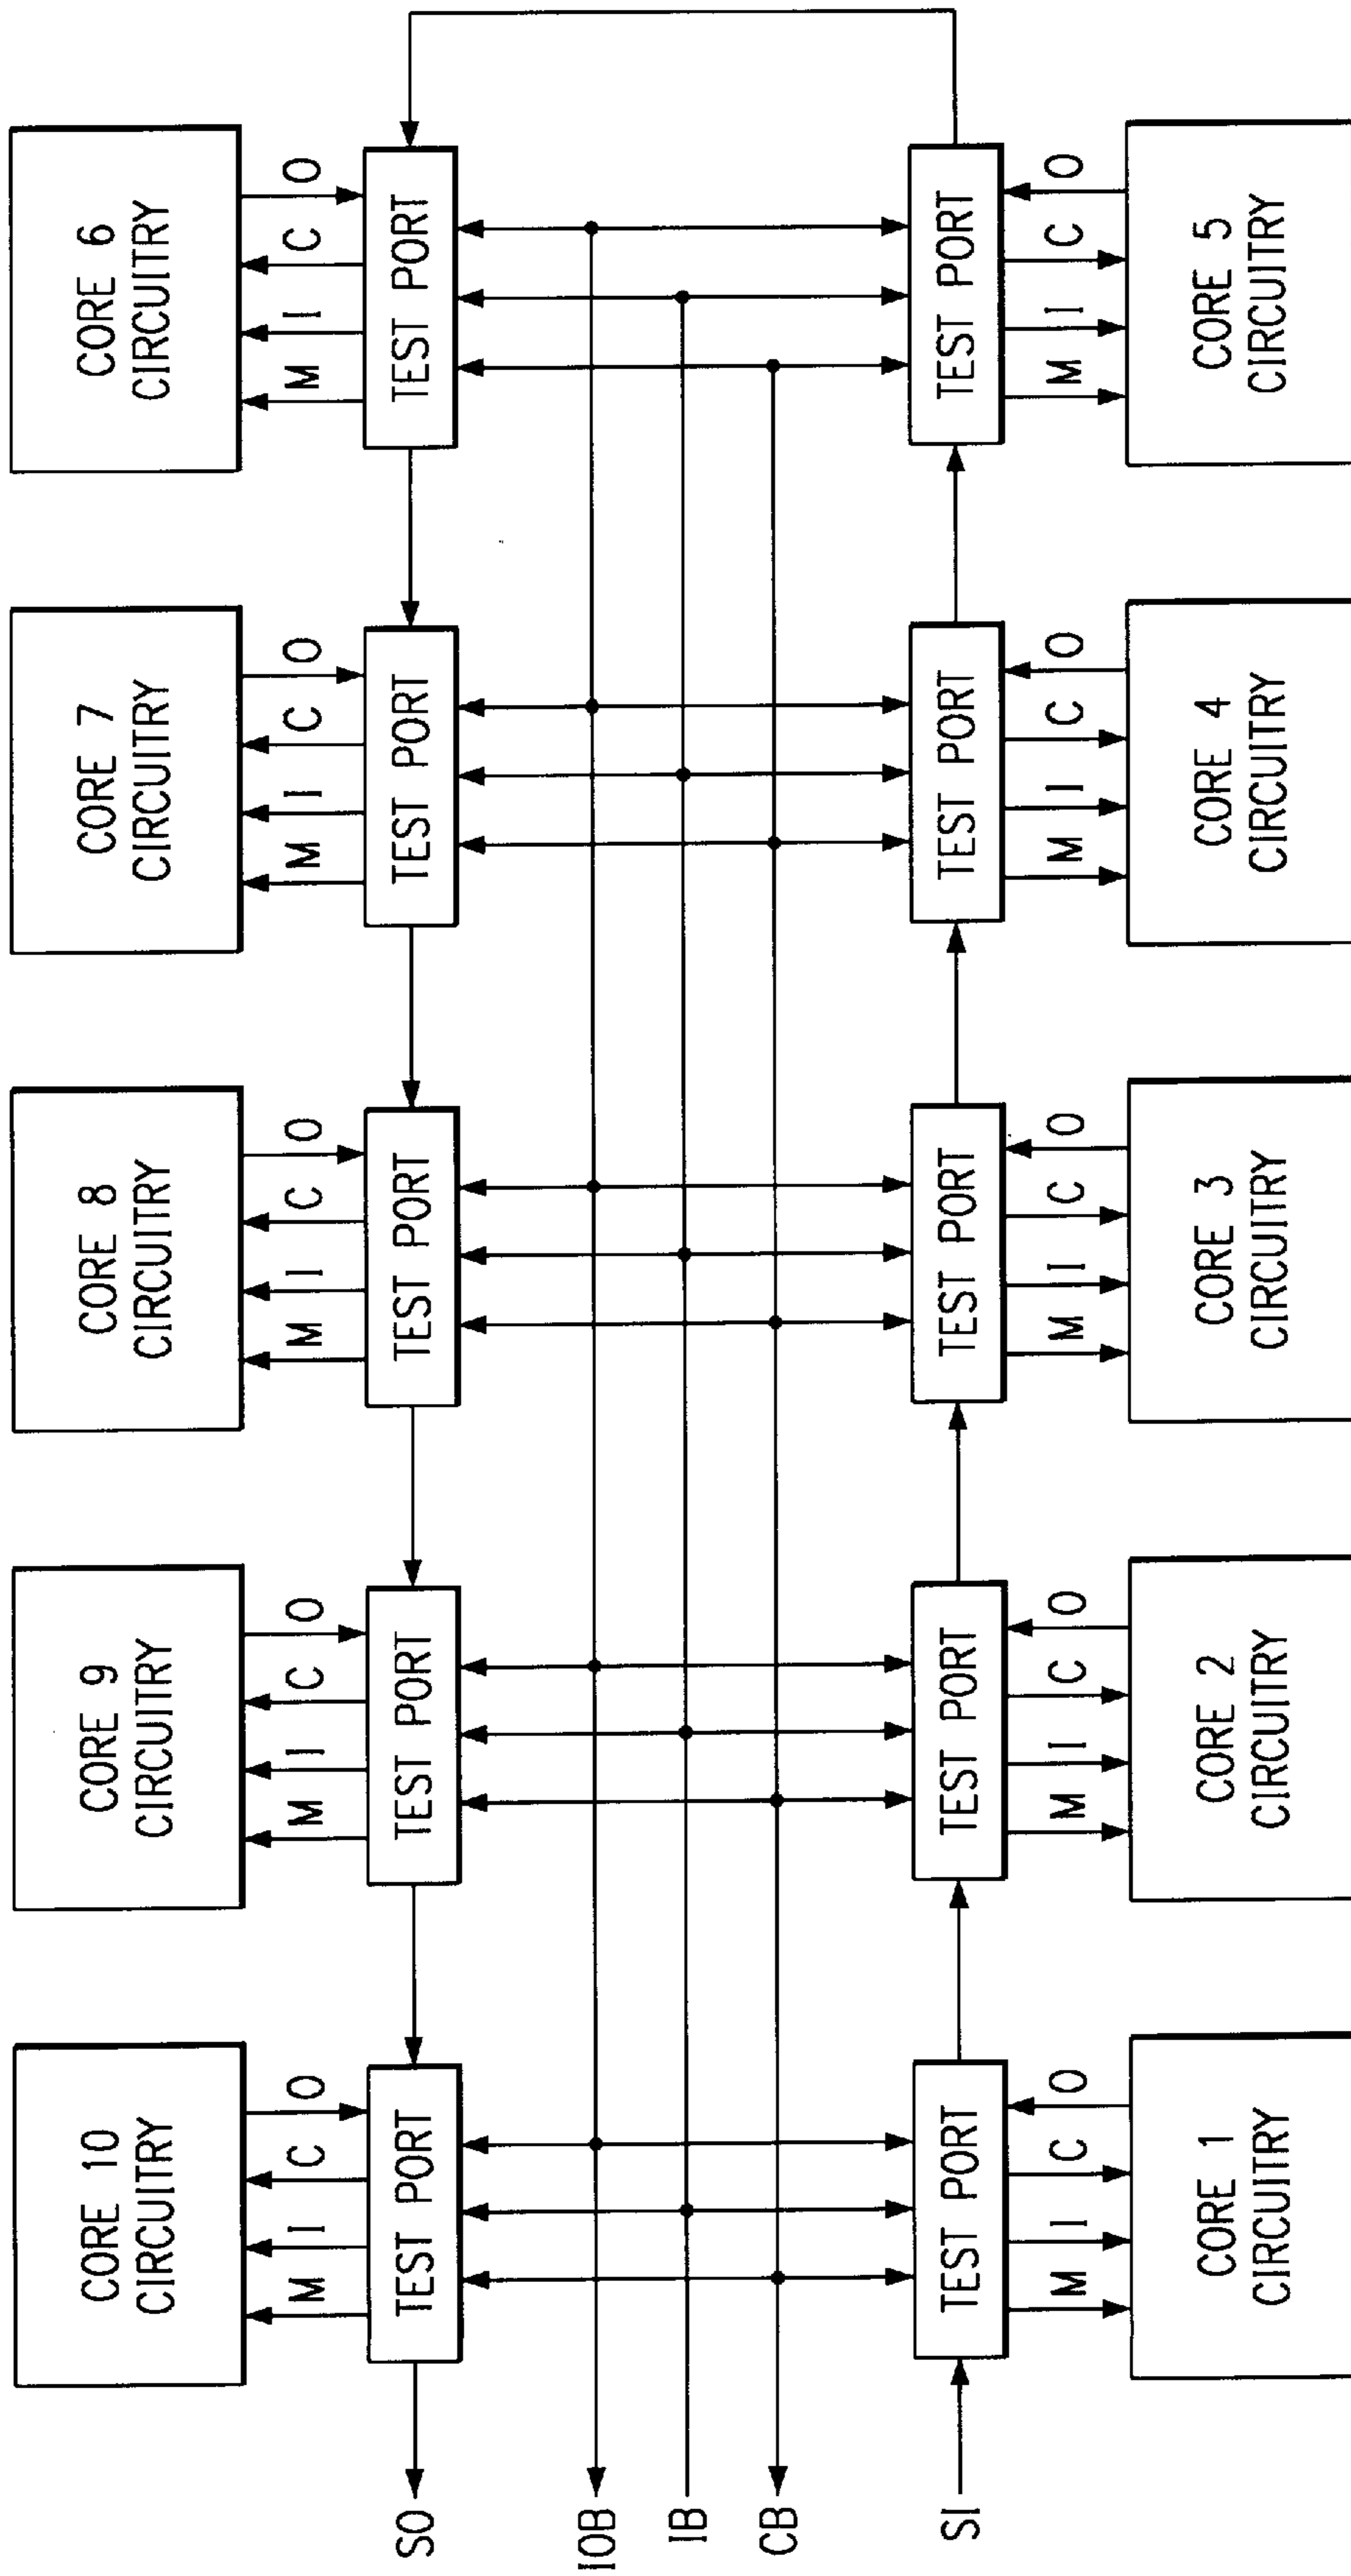 CORE 10
CIRCUITRY
CORE 9
CIRCUITRY
CORE 8
CIRCUITRY
CORE 7
CIRCUITRY
CORE 6
CIRCUITRY
M I C O
M I C O
M I C O
M I C O
M I C O
SO
TEST PORT
TEST PORT
TEST PORT
TEST PORT
TEST PORT
IOB
IB
CB
SI
TEST PORT
TEST PORT
TEST PORT
TEST PORT
TEST PORT
M I C O
M I C O
M I C O
M I C O
M I C O
CORE 1
CIRCUITRY
CORE 2
CIRCUITRY
CORE 3
CIRCUITRY
CORE 4
CIRCUITRY
CORE 5
CIRCUITRY